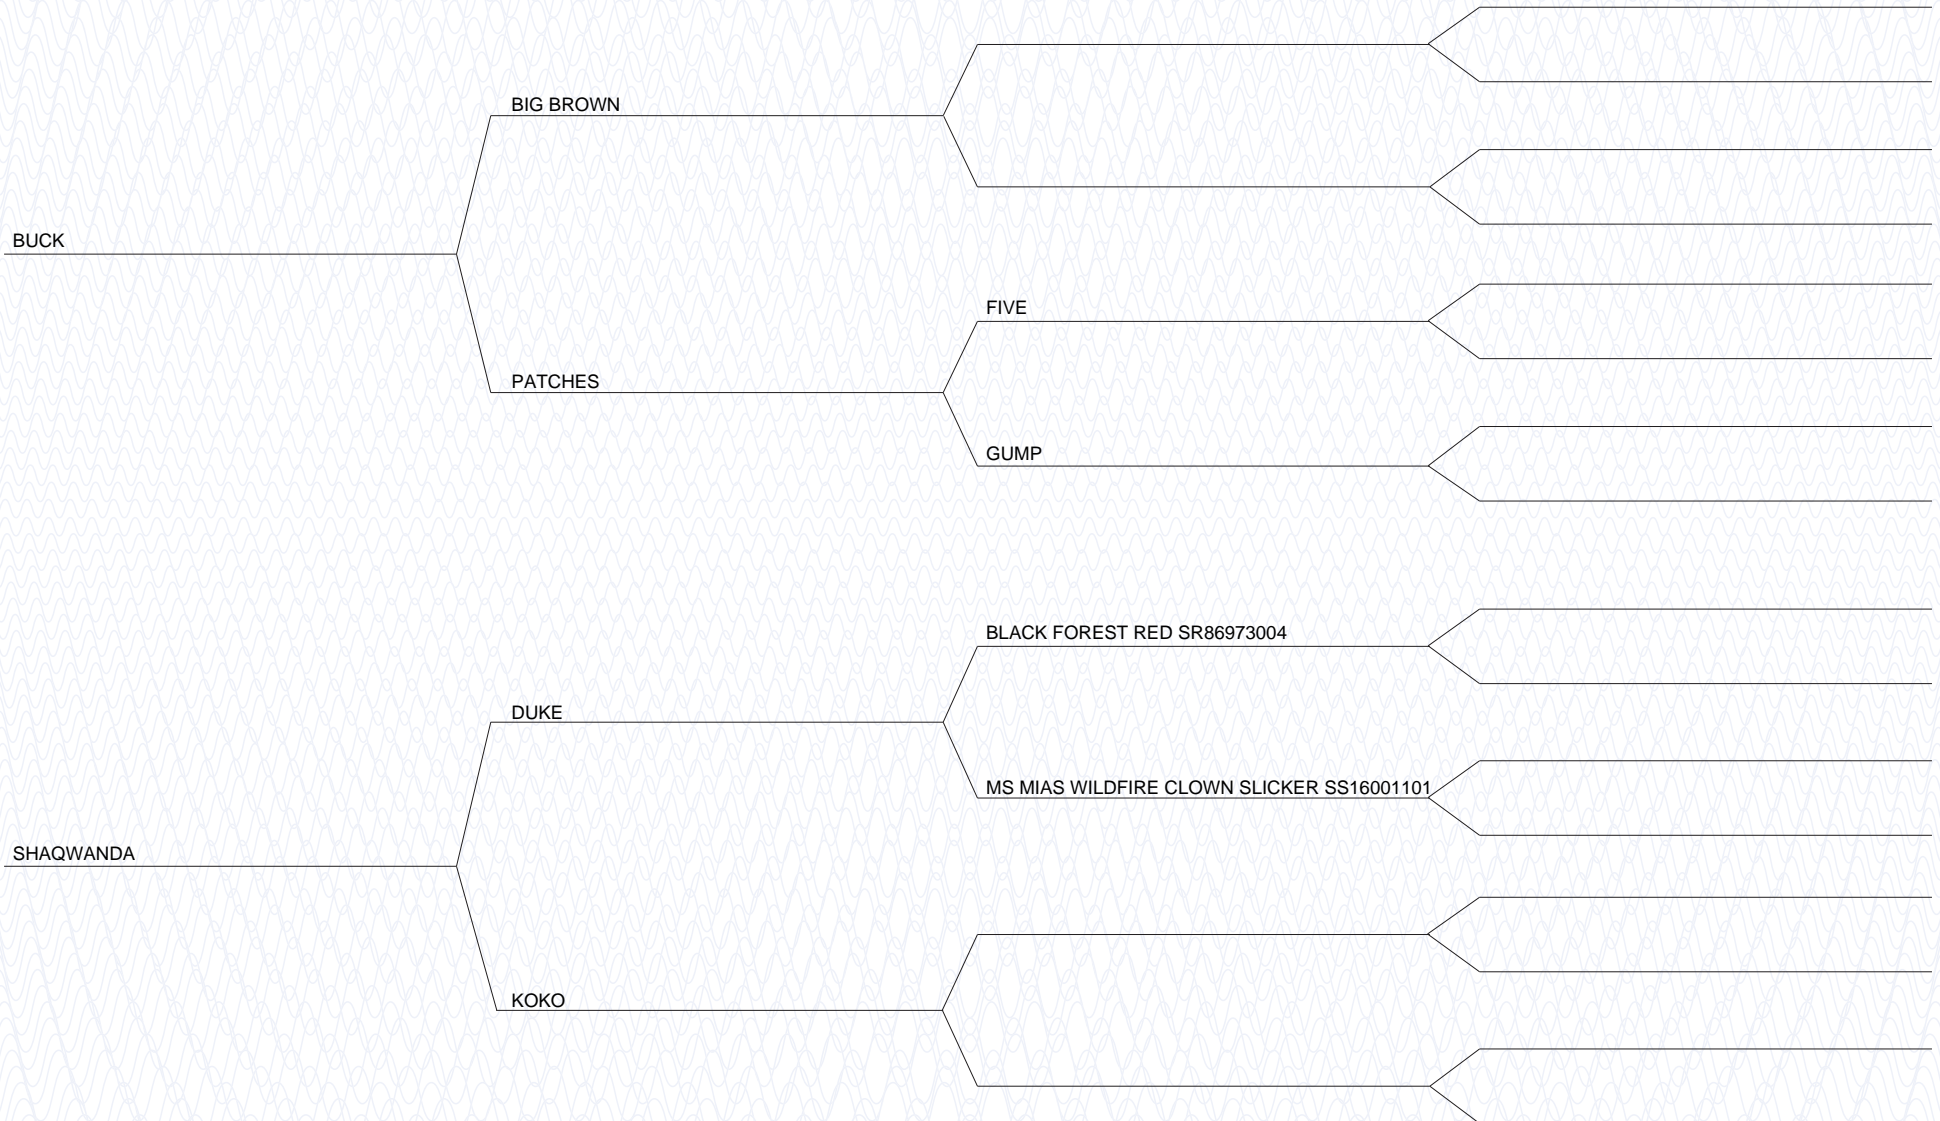 BIG BROWN
BUCK
FIVE
PATCHES
GUMP
BLACK FOREST RED SR86973004
DUKE
MS MIAS WILDFIRE CLOWN SLICKER SS16001101
SHAQWANDA
KOKO